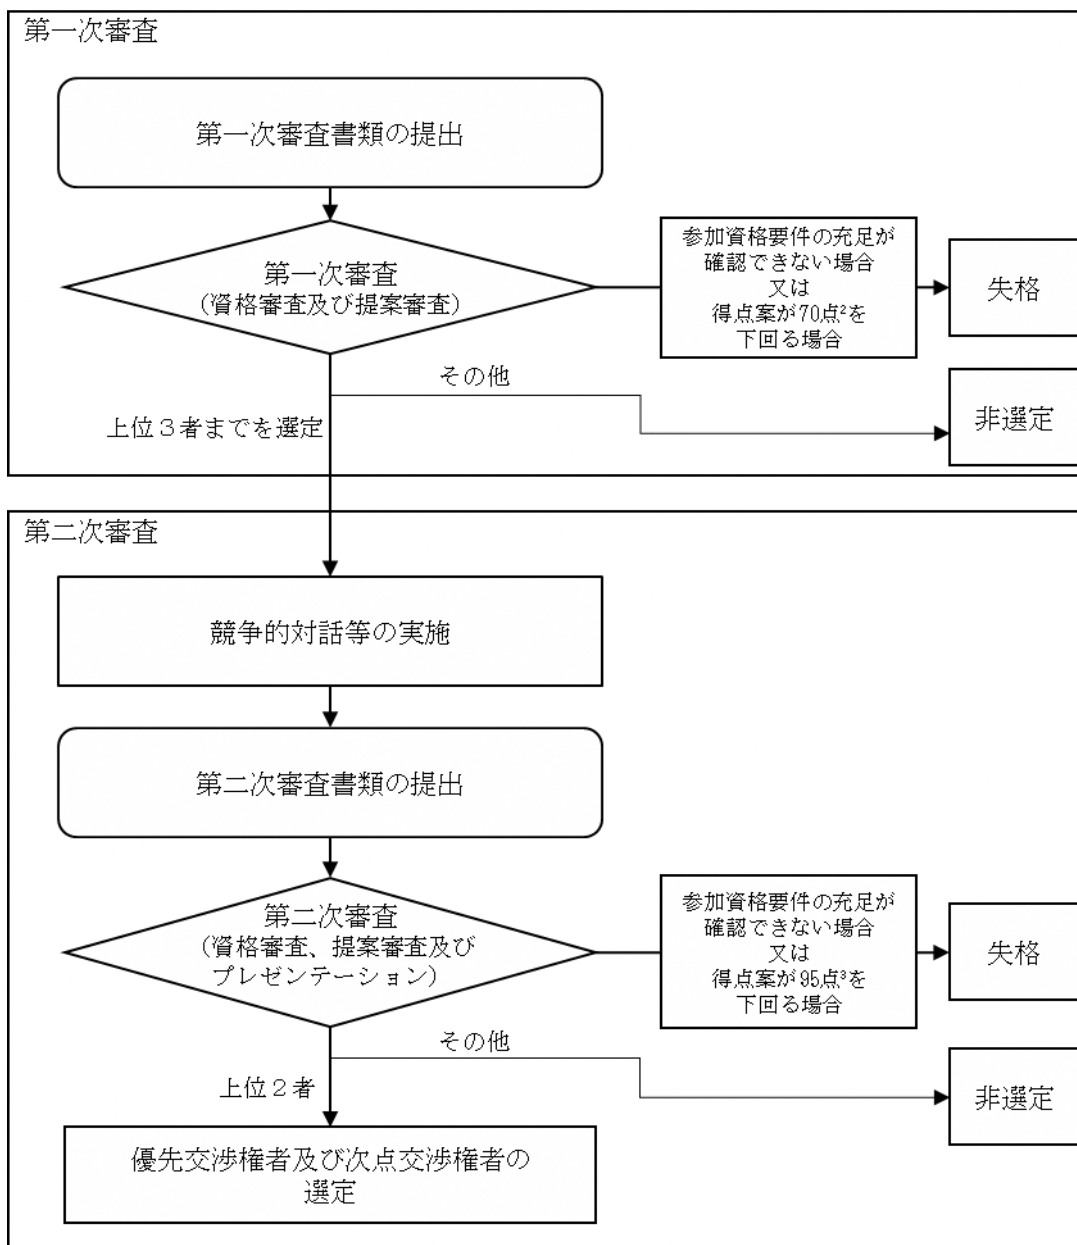 第一次審査
第一次審査書類の提出
第一次審査
（資格審査及び提案審査）
参加資格要件の充足が
確認できない場合
又は
得点案が70点²を
下回る場合
失格
その他
非選定
上位３者までを選定
第二次審査
競争的対話等の実施
第二次審査書類の提出
第二次審査
（資格審査、提案審査及び
プレゼンテーション）
参加資格要件の充足が
確認できない場合
又は
得点案が95点³を
下回る場合
失格
その他
非選定
上位２者
優先交渉権者及び次点交渉権者の
選定